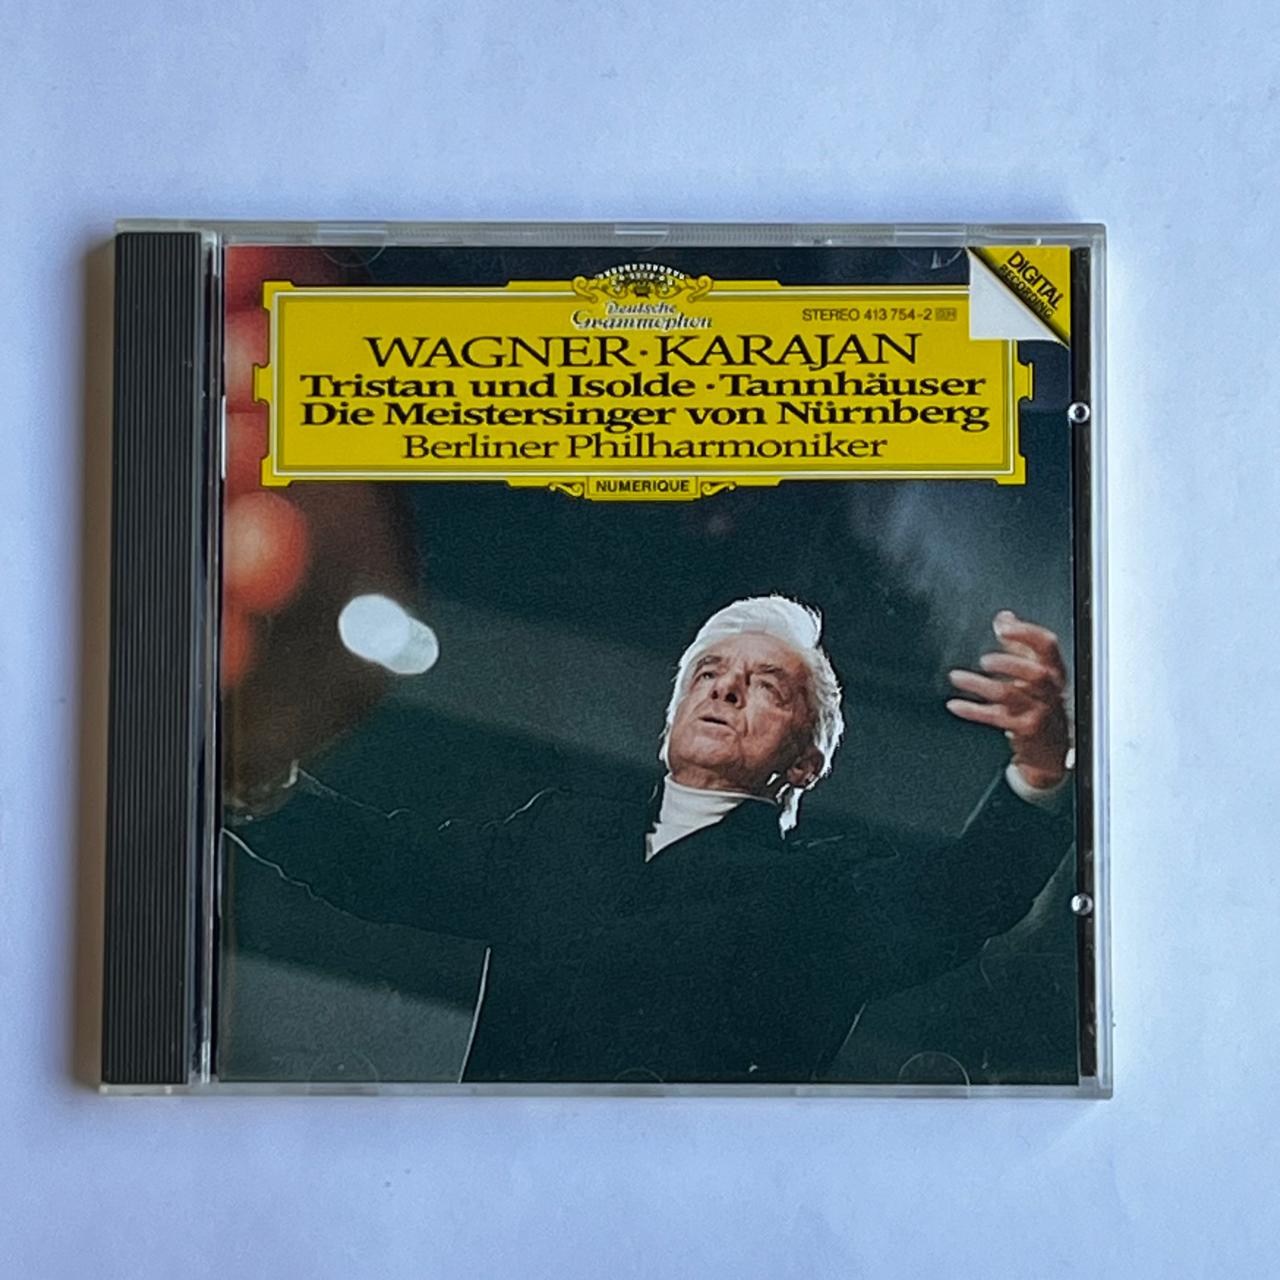 DIGITAL
RECORDING
Deutsche
Grammophon
STEREO 413 754-2
WAGNER · KARAJAN
Tristan und Isolde · Tannhäuser
Die Meistersinger von Nürnberg
Berliner Philharmoniker
NUMERIQUE